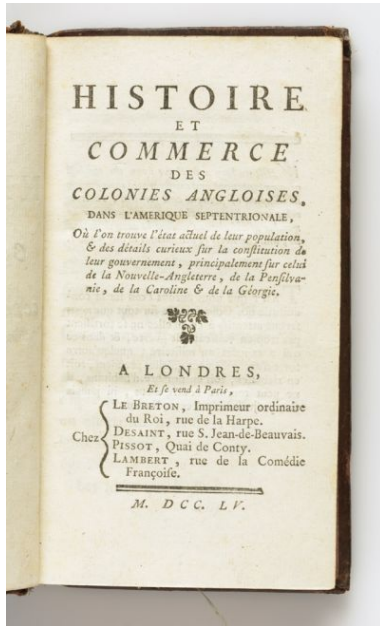 HISTOIRE
ET
COMMERCE
DES
COLONIES ANGLOISES,
DANS L'AMERIQUE SEPTENTRIONALE,
Où l'on trouve l'état actuel de leur population,
& des détails curieux ſur la conſtitution de
leur gouvernement, principalement ſur celui
de la Nouvelle-Angleterre, de la Penſilva-
nie, de la Caroline & de la Géorgie.
A LONDRES,
Et ſe vend à Paris,
Chez
LE BRETON, Imprimeur ordinaire
du Roi, rue de la Harpe.
DESAINT, rue S. Jean-de-Beauvais.
PISSOT, Quai de Conty.
LAMBERT, rue de la Comédie
Françoiſe.
M. DCC. LV.